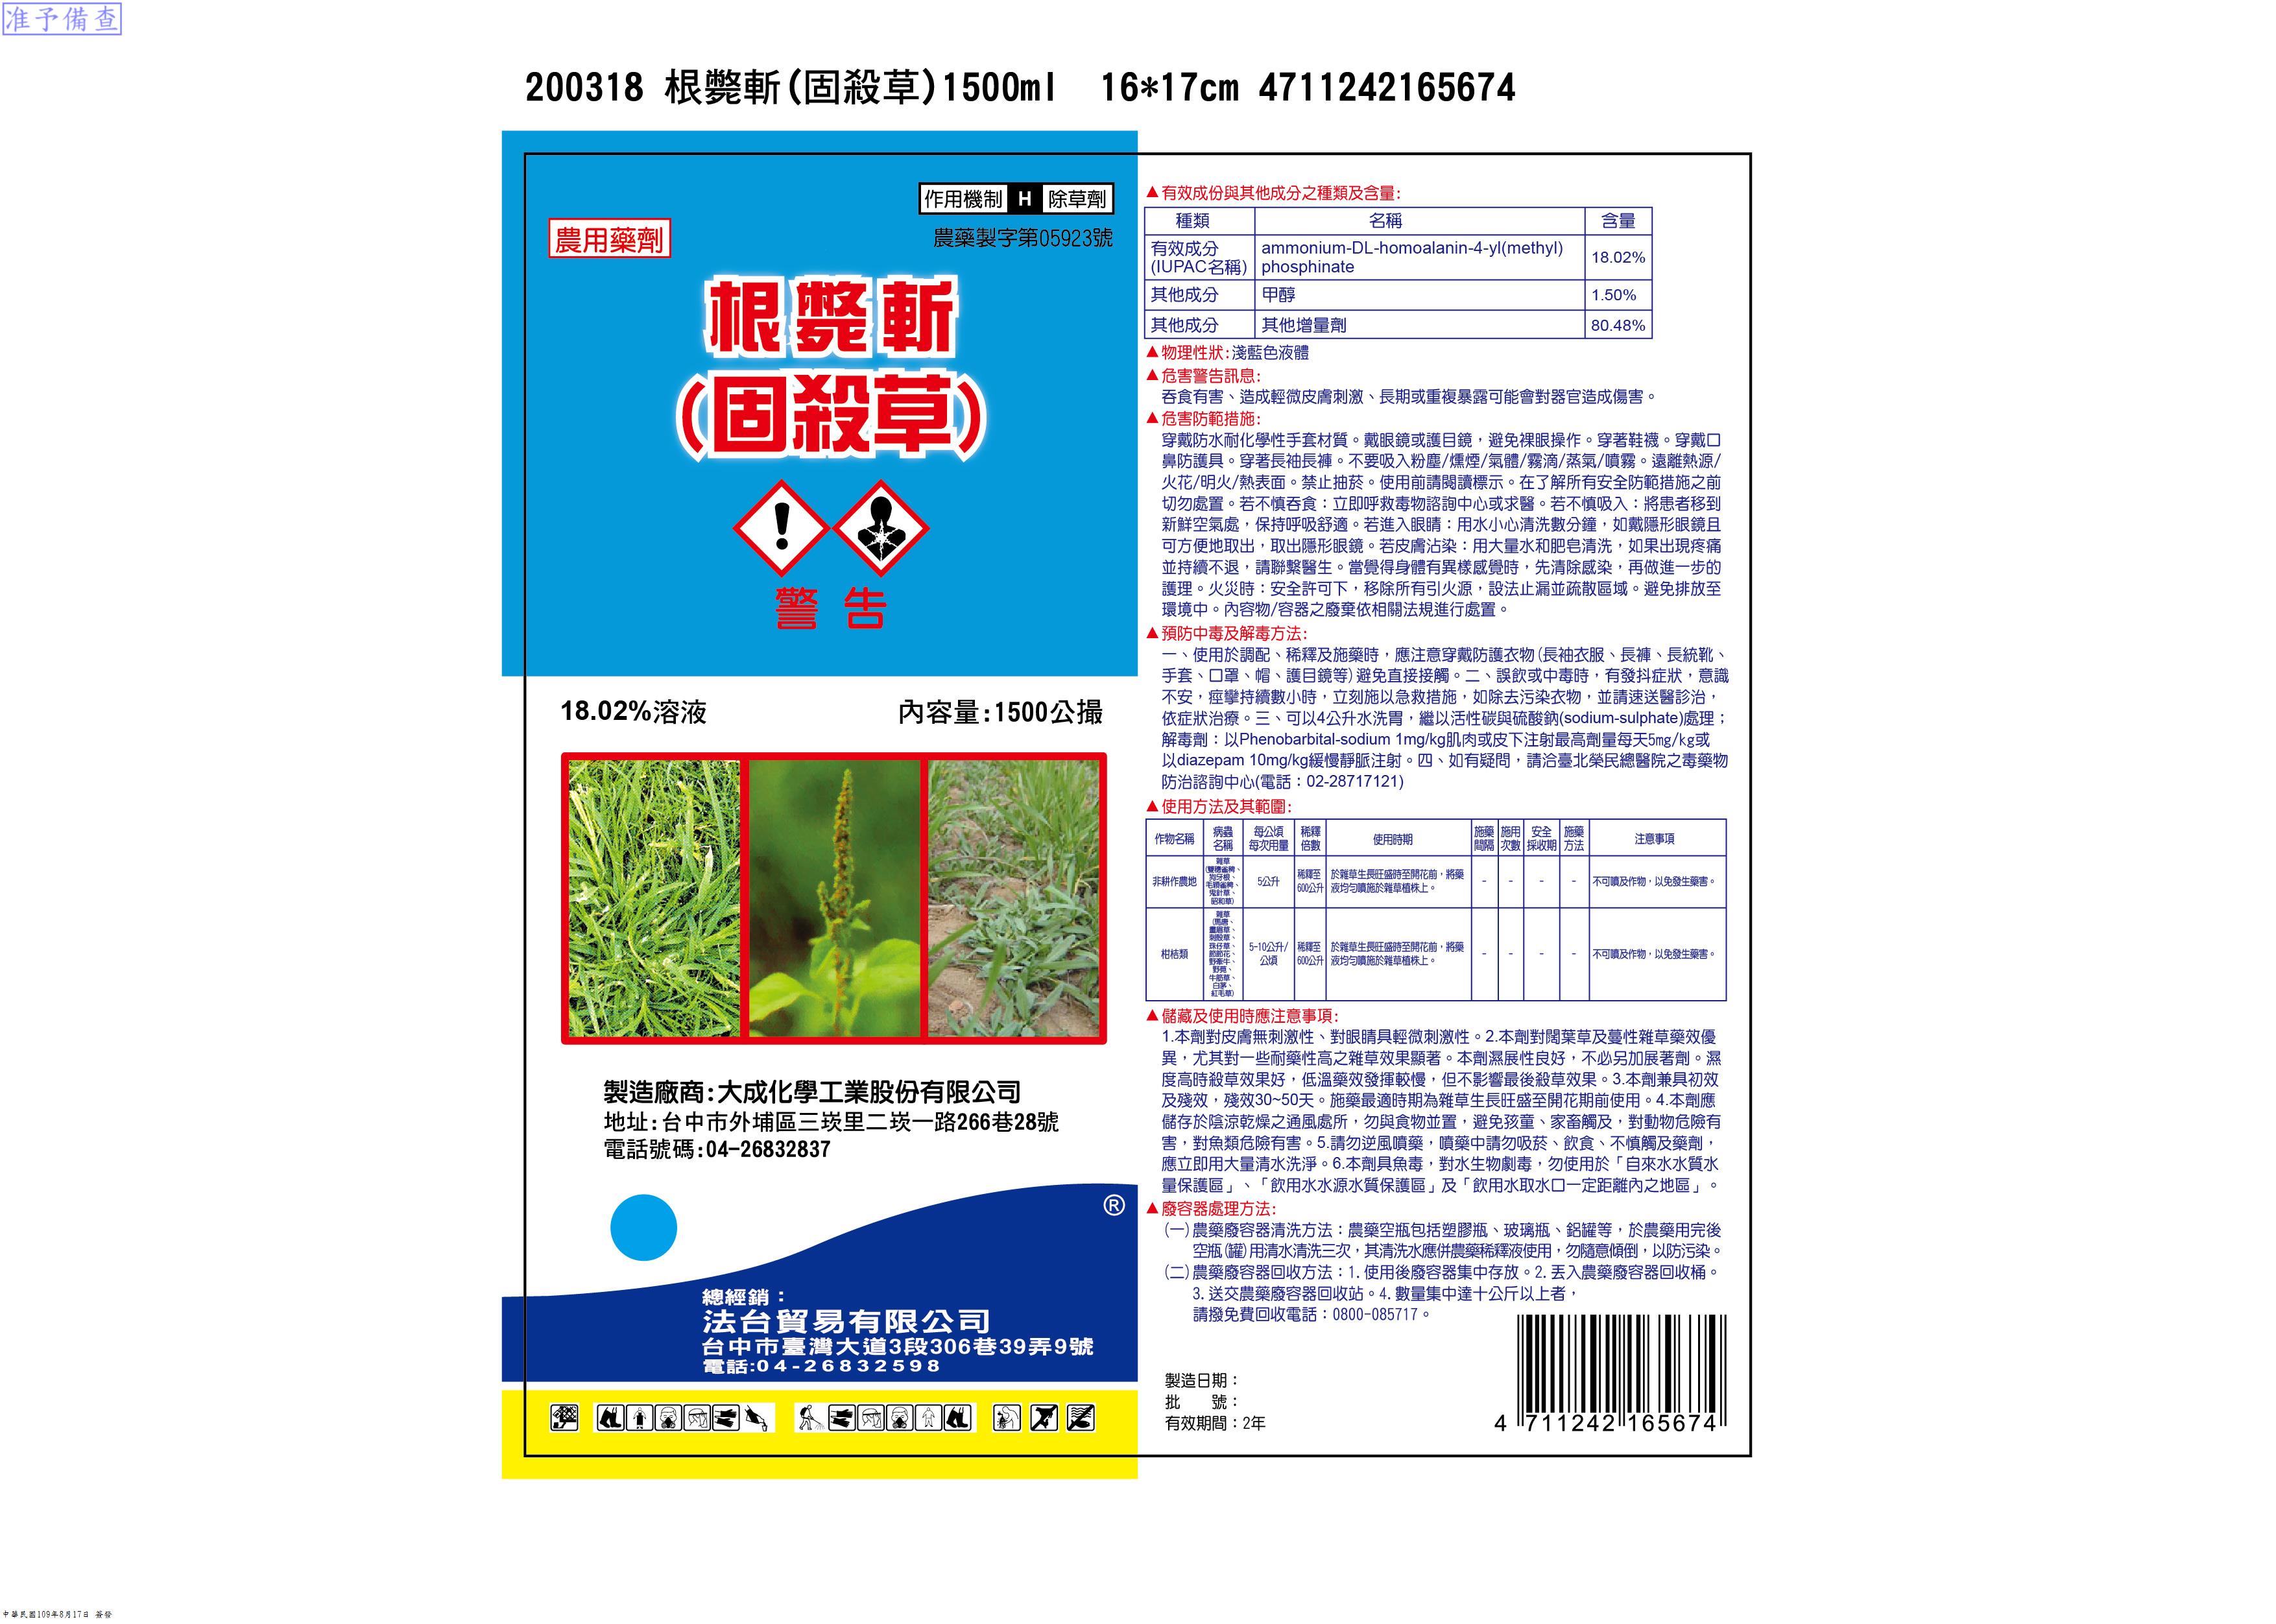 准予備查
200318 根斃斬(固殺草)1500ml 16*17cm 4711242165674
作用機制 H 除草劑
農用藥劑
農藥製字第05923號
根斃斬
(固殺草)
警告
18.02%溶液 內容量:1500公撮
製造廠商:大成化學工業股份有限公司
地址:台中市外埔區三崁里二崁一路266巷28號
電話號碼:04-26832837
®
總經銷：
法台貿易有限公司
台中市臺灣大道3段306巷39弄9號
電話:04-26832598
▲有效成份與其他成分之種類及含量:
種類 名稱 含量
有效成分 ammonium-DL-homoalanin-4-yl(methyl) 18.02%
(IUPAC名稱) phosphinate
其他成分 甲醇 1.50%
其他成分 其他增量劑 80.48%
▲物理性狀:淺藍色液體
▲危害警告訊息:
吞食有害、造成輕微皮膚刺激、長期或重複暴露可能會對器官造成傷害。
▲危害防範措施:
穿戴防水耐化學性手套材質。戴眼鏡或護目鏡，避免裸眼操作。穿著鞋襪。穿戴口
鼻防護具。穿著長袖長褲。不要吸入粉塵/燻煙/氣體/霧滴/蒸氣/噴霧。遠離熱源/
火花/明火/熱表面。禁止抽菸。使用前請閱讀標示。在了解所有安全防範措施之前
切勿處置。若不慎吞食：立即呼救毒物諮詢中心或求醫。若不慎吸入：將患者移到
新鮮空氣處，保持呼吸舒適。若進入眼睛：用水小心清洗數分鐘，如戴隱形眼鏡且
可方便地取出，取出隱形眼鏡。若皮膚沾染：用大量水和肥皂清洗，如果出現疼痛
並持續不退，請聯繫醫生。當覺得身體有異樣感覺時，先清除感染，再做進一步的
護理。火災時：安全許可下，移除所有引火源，設法止漏並疏散區域。避免排放至
環境中。內容物/容器之廢棄依相關法規進行處置。
▲預防中毒及解毒方法:
一、使用於調配、稀釋及施藥時，應注意穿戴防護衣物(長袖衣服、長褲、長統靴、
手套、口罩、帽、護目鏡等)避免直接接觸。二、誤飲或中毒時，有發抖症狀，意識
不安，痙攣持續數小時，立刻施以急救措施，如除去污染衣物，並請速送醫診治，
依症狀治療。三、可以4公升水洗胃，繼以活性碳與硫酸鈉(sodium-sulphate)處理；
解毒劑：以Phenobarbital-sodium 1mg/kg肌肉或皮下注射最高劑量每天5mg/kg或
以diazepam 10mg/kg緩慢靜脈注射。四、如有疑問，請洽臺北榮民總醫院之毒藥物
防治諮詢中心(電話：02-28717121)
▲使用方法及其範圍:
作物名稱 病蟲名稱 每公頃每次用量 稀釋倍數 使用時期 施藥間隔 施用次數 安全採收期 施藥方法 注意事項
非耕作農地 雜草(雙穗雀稗、狗牙根、毛穎雀稗、鬼針草、昭和草) 5公升 稀釋至600公升 於雜草生長旺盛時至開花前，將藥液均勻噴施於雜草植株上。 - - - - 不可噴及作物，以免發生藥害。
柑桔類 雜草(馬唐、 5-10公升/公頃 稀釋至600公升 於雜草生長旺盛時至開花前，將藥液均勻噴施於雜草植株上。 - - - - 不可噴及作物，以免發生藥害。
▲儲藏及使用時應注意事項:
1.本劑對皮膚無刺激性、對眼睛具輕微刺激性。2.本劑對闊葉草及蔓性雜草藥效優
異，尤其對一些耐藥性高之雜草效果顯著。本劑濕展性良好，不必另加展著劑。濕
度高時殺草效果好，低溫藥效發揮較慢，但不影響最後殺草效果。3.本劑兼具初效
及殘效，殘效30~50天。施藥最適時期為雜草生長旺盛至開花期前使用。4.本劑應
儲存於陰涼乾燥之通風處所，勿與食物並置，避免孩童、家畜觸及，對動物危險有
害，對魚類危險有害。5.請勿逆風噴藥，噴藥中請勿吸菸、飲食、不慎觸及藥劑，
應立即用大量清水洗淨。6.本劑具魚毒，對水生物劇毒，勿使用於「自來水水質水
量保護區」、「飲用水水源水質保護區」及「飲用水取水口一定距離內之地區」。
▲廢容器處理方法:
(一)農藥廢容器清洗方法：農藥空瓶包括塑膠瓶、玻璃瓶、鋁罐等，於農藥用完後
空瓶(罐)用清水清洗三次，其清洗水應併農藥稀釋液使用，勿隨意傾倒，以防污染。
(二)農藥廢容器回收方法：1.使用後廢容器集中存放。2.丟入農藥廢容器回收桶。
3.送交農藥廢容器回收站。4.數量集中達十公斤以上者，
請撥免費回收電話：0800-085717。
製造日期：
批　　號：
有效期間：2年
4 711242 165674
中華民國109年8月17日 簽發